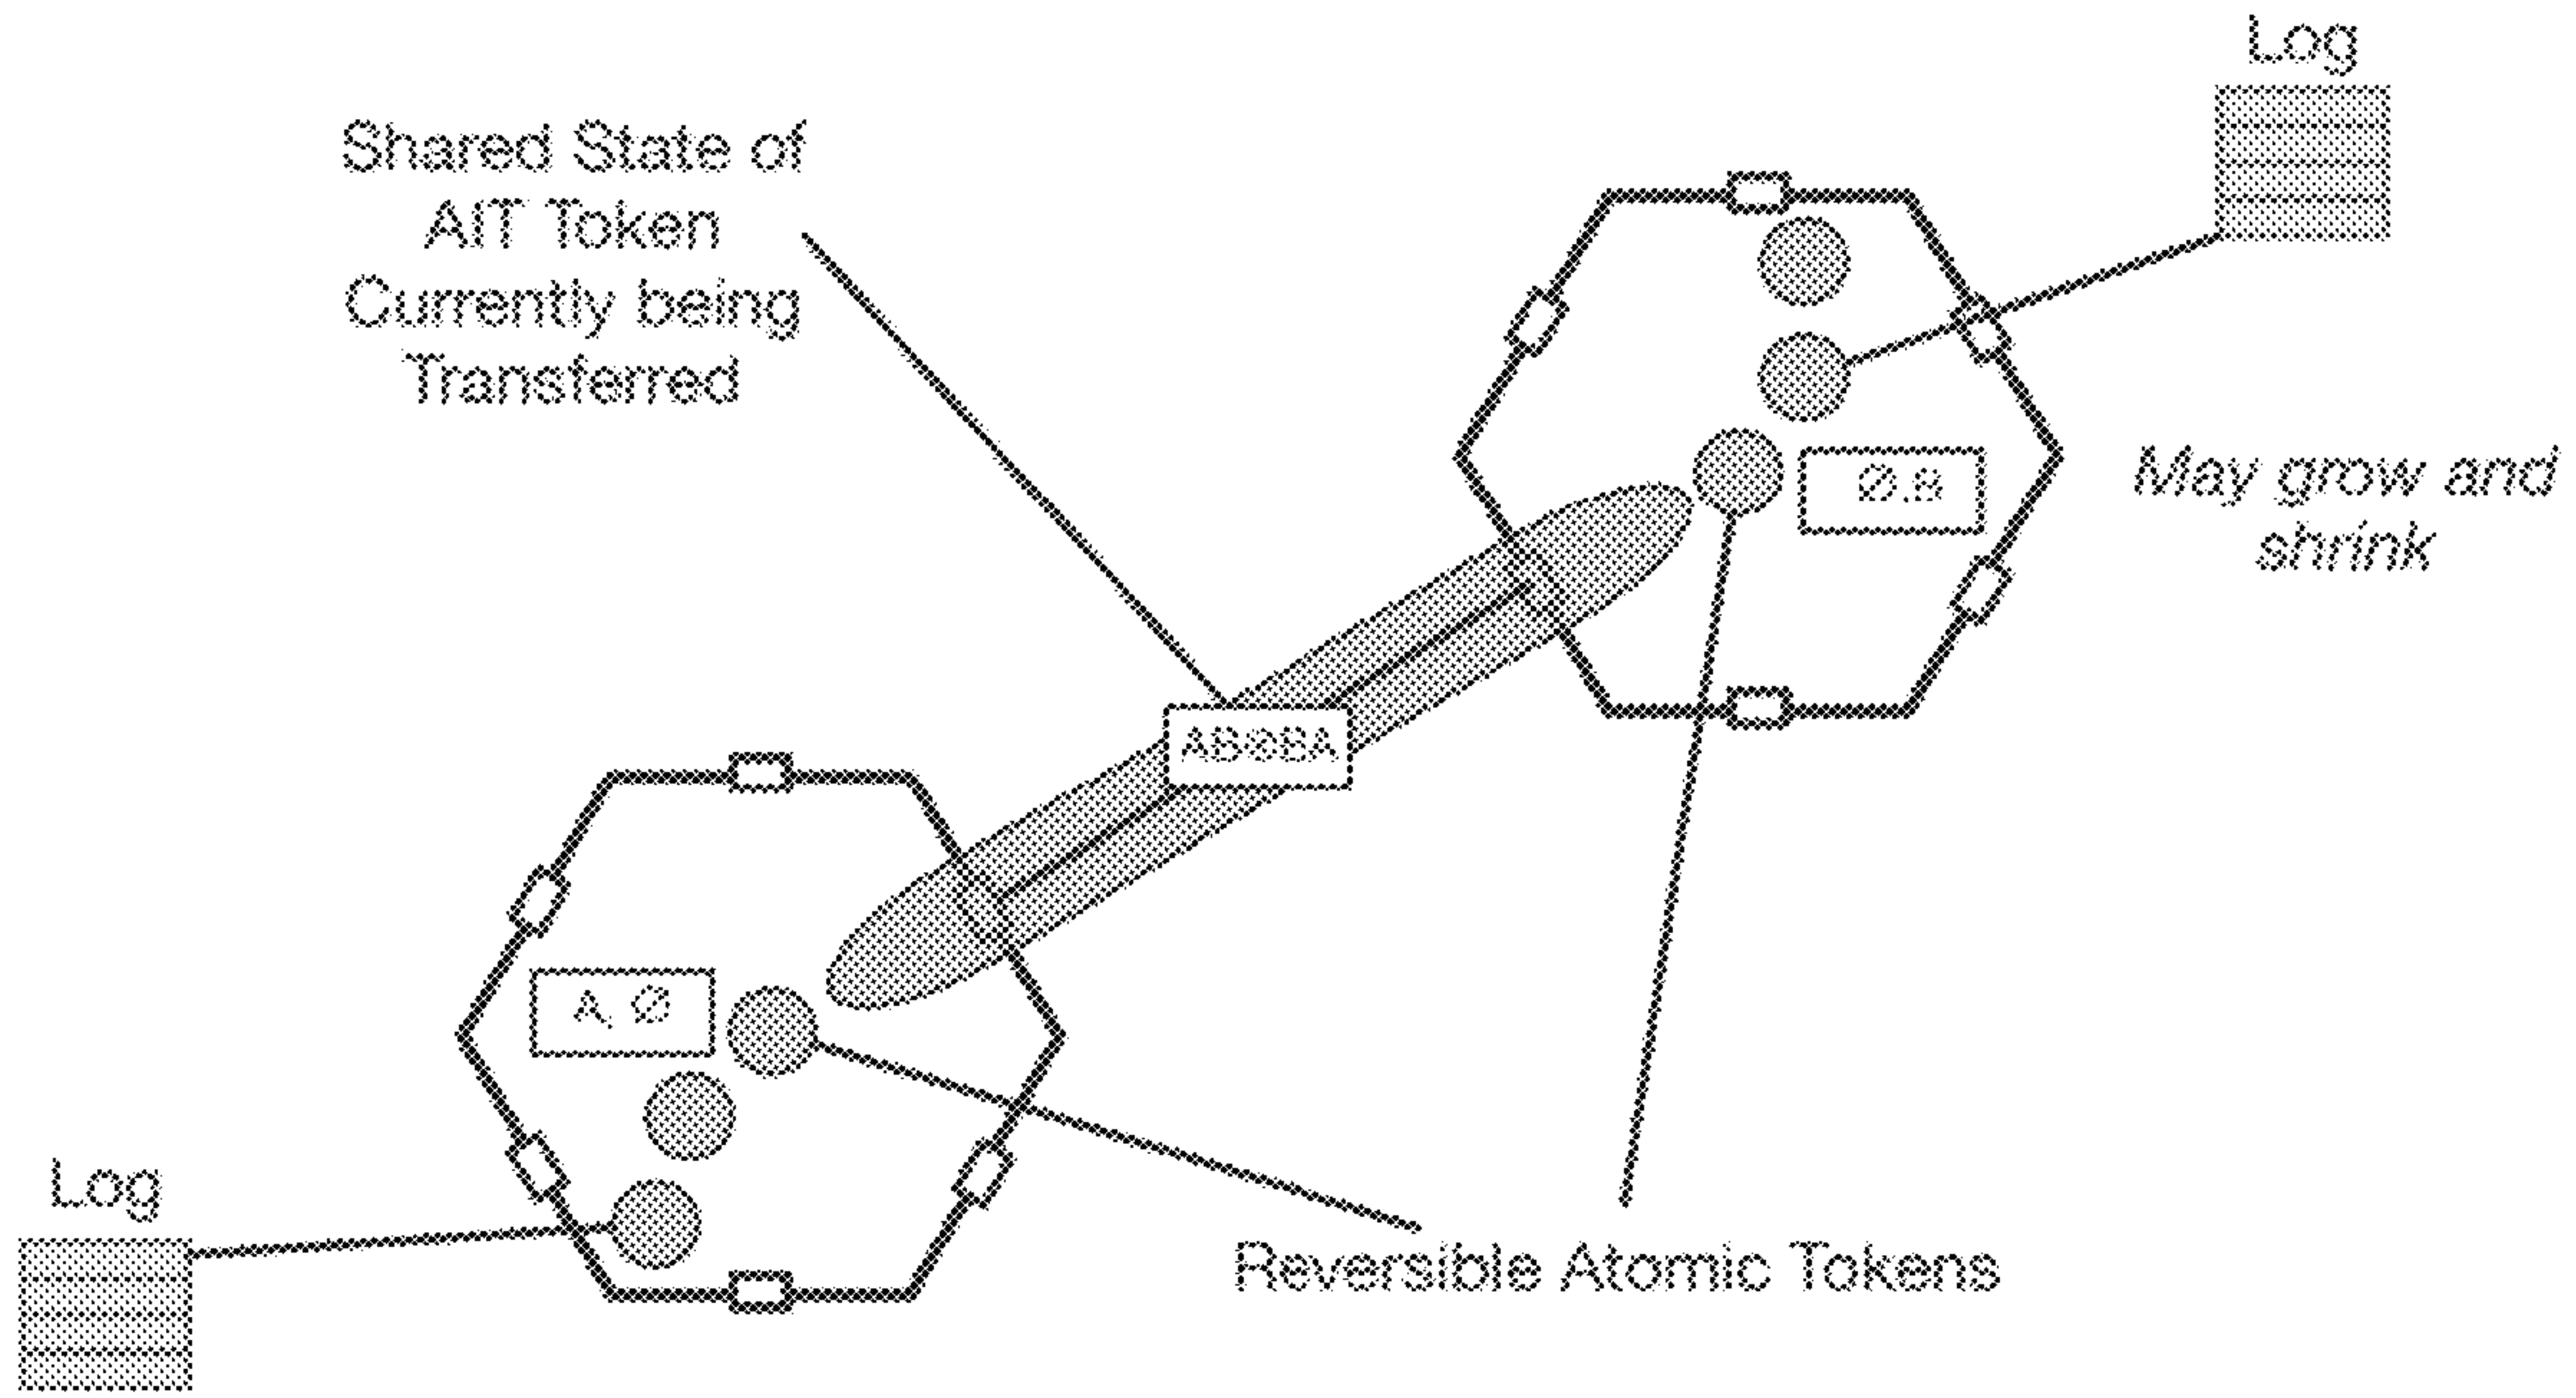 Log
Shared State of
AIT Token
Currently being
Transferred
Ø.B
May grow and
shrink
AB⊗BA
A, Ø
Log
Reversible Atomic Tokens